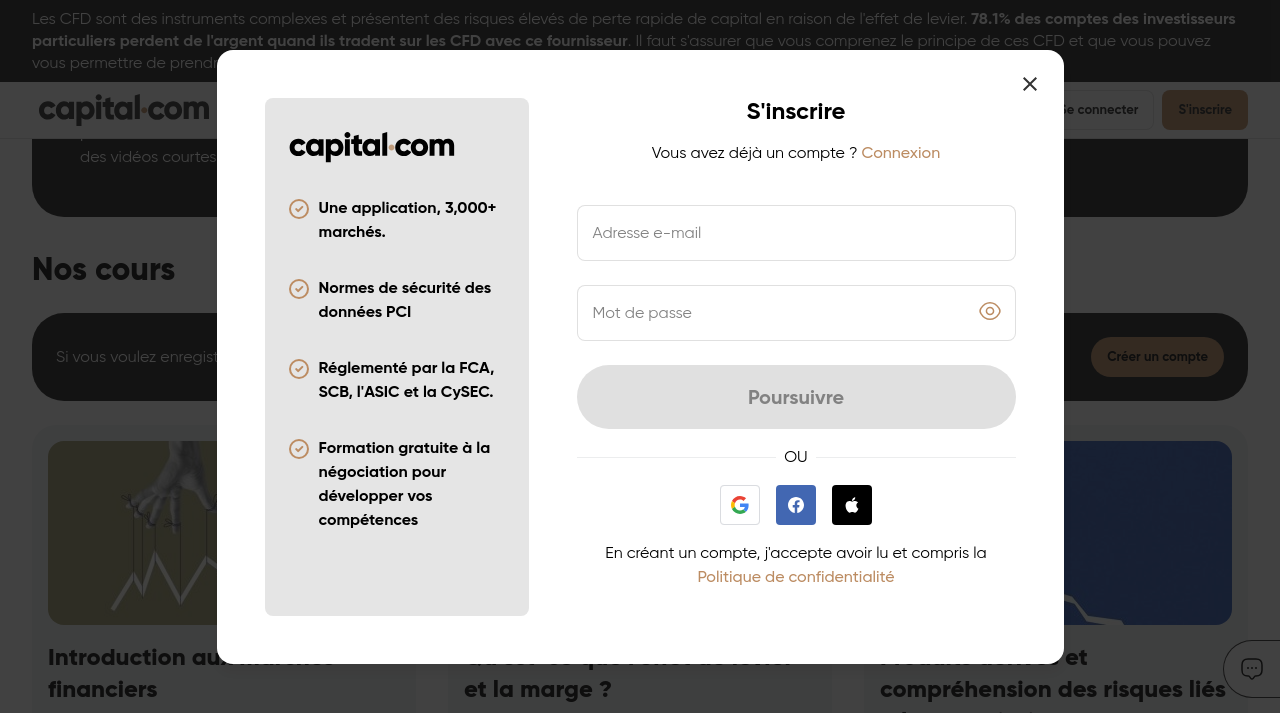 Les CFD sont des instruments complexes et présentent des risques élevés de perte rapide de capital en raison de l'effet de levier. 78.1% des comptes des investisseurs
particuliers perdent de l'argent quand ils tradent sur les CFD avec ce fournisseur. Il faut s'assurer que vous comprenez le principe de ces CFD et que vous pouvez
vous permettre de prendre
capital.com
Se connecter
S'inscrire
des vidéos courtes
Nos cours
Si vous voulez enregist
Créer un compte
Introduction aux marchés
financiers
et la marge ?
et
compréhension des risques liés
capital.com
Une application, 3,000+
marchés.
Normes de sécurité des
données PCI
Réglementé par la FCA,
SCB, l'ASIC et la CySEC.
Formation gratuite à la
négociation pour
développer vos
compétences
S'inscrire
Vous avez déjà un compte ? Connexion
Adresse e-mail
Mot de passe
Poursuivre
OU
En créant un compte, j'accepte avoir lu et compris la
Politique de confidentialité